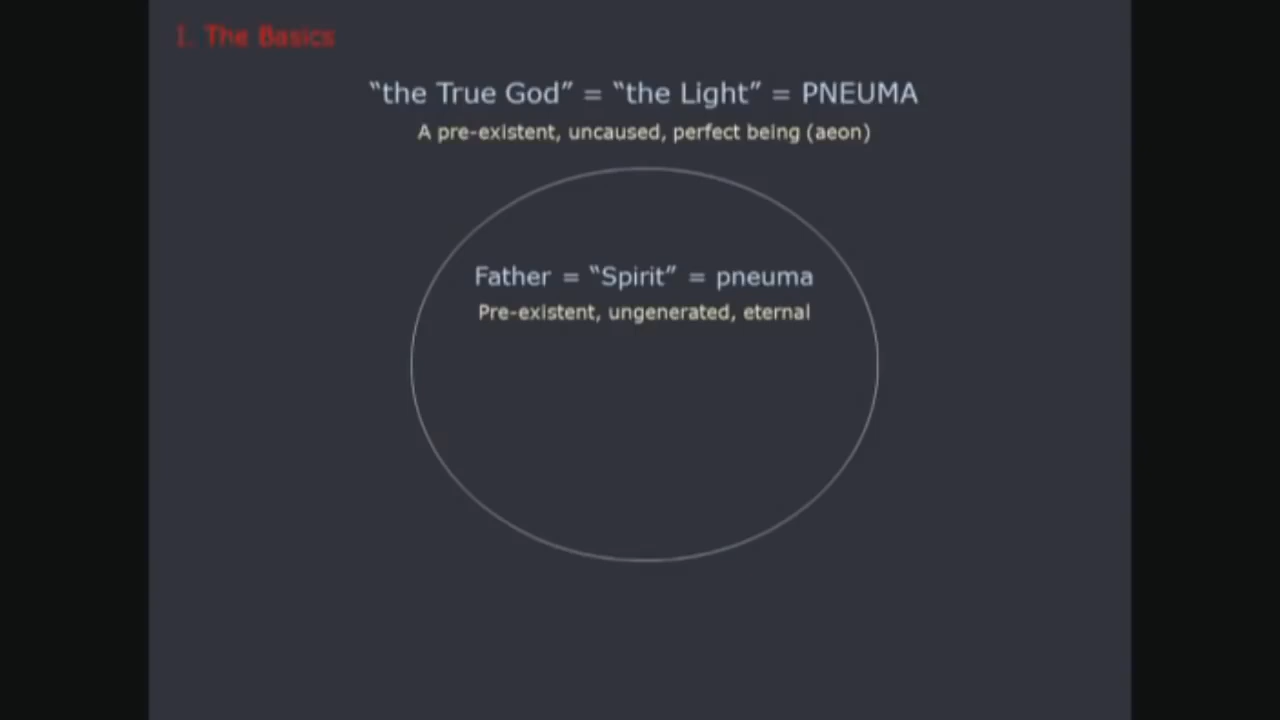 I. The Basics
“the True God” = “the Light” = PNEUMA
A pre-existent, uncaused, perfect being (aeon)
Father = “Spirit” = pneuma
Pre-existent, ungenerated, eternal